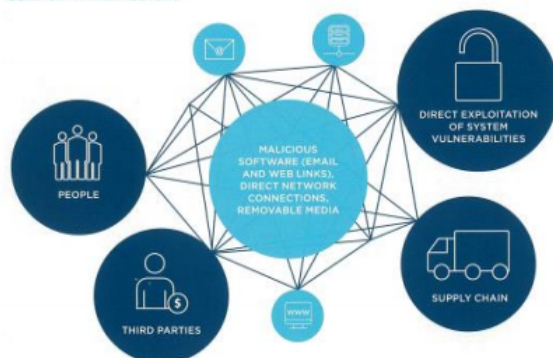 DIRECT EXPLOITATION
OF SYSTEM
VULNERABILITIES
MALICIOUS
SOFTWARE (EMAIL
AND WEB LINKS),
DIRECT NETWORK
CONNECTIONS,
REMOVABLE MEDIA
PEOPLE
$
THIRD PARTIES
WWW
SUPPLY CHAIN